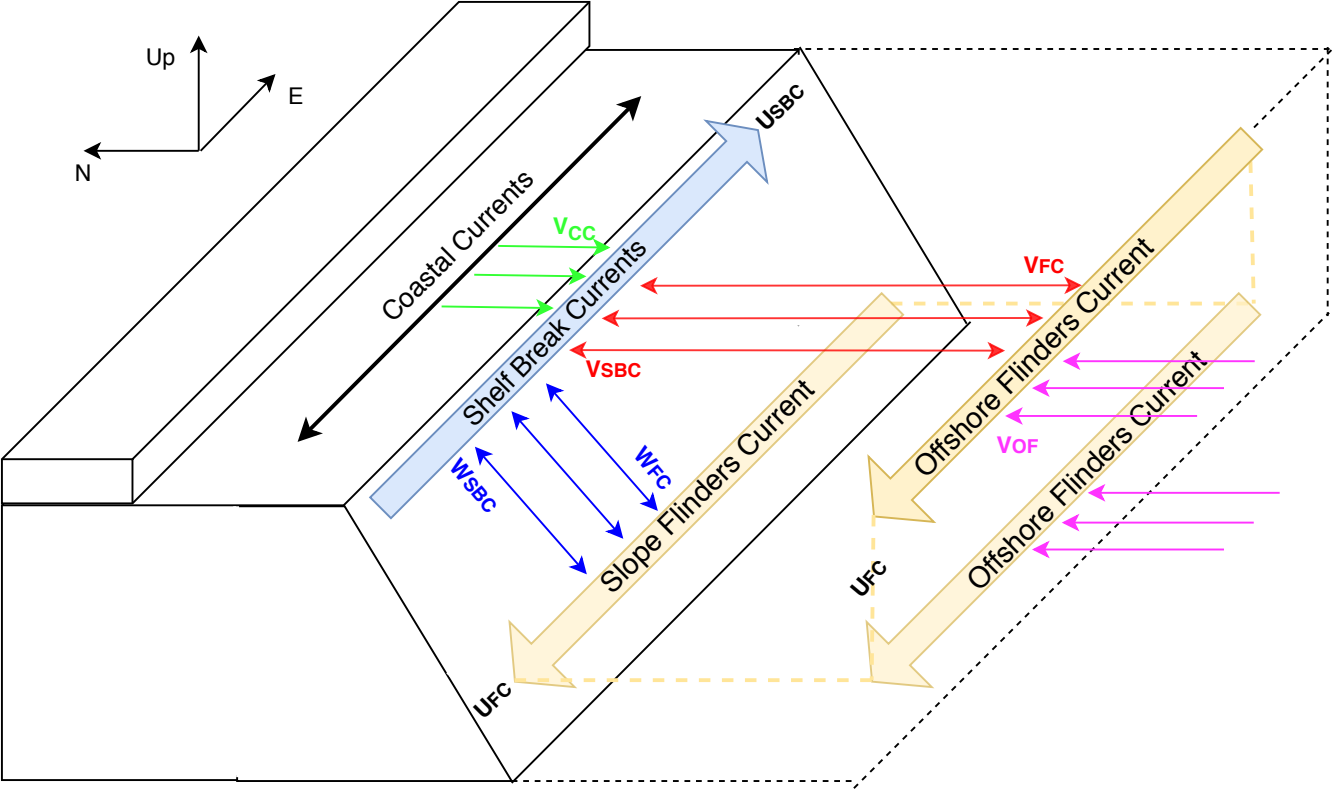 Up
E
N
USBC
Coastal Currents
VCC
Shelf Break Currents
VFC
VSBC
Offshore Flinders Current
WSBC
WFC
VOF
Slope Flinders Current
Offshore Flinders Current
UFC
UFC